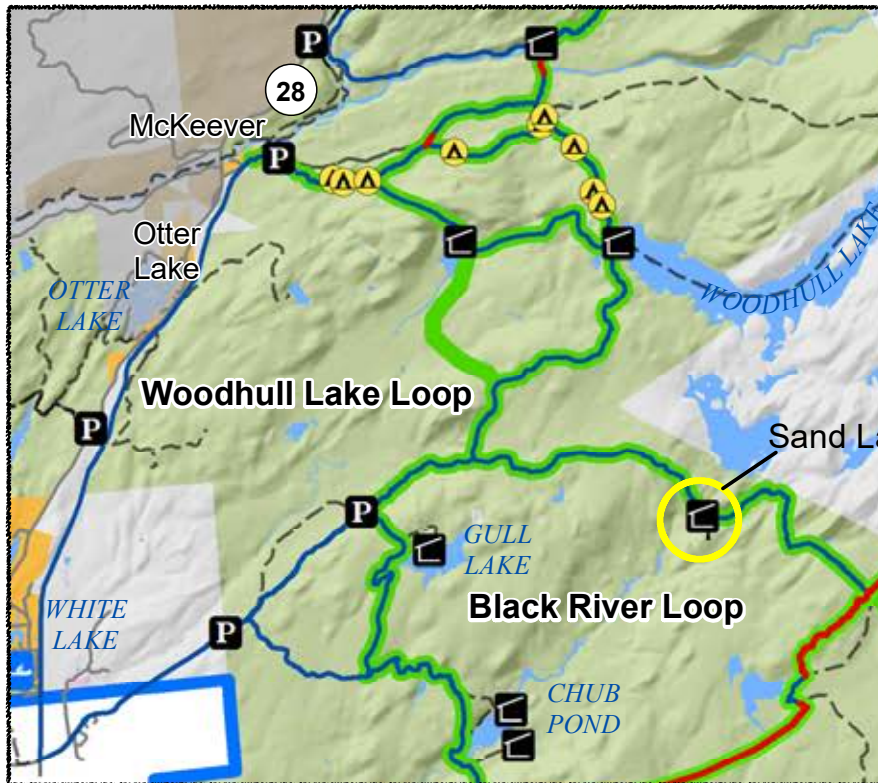 P
28
McKeever
P
Otter
Lake
OTTER
LAKE
WOODHULL LAKE
Woodhull Lake Loop
P
Sand La
P
GULL
LAKE
Black River Loop
WHITE
LAKE
P
CHUB
POND